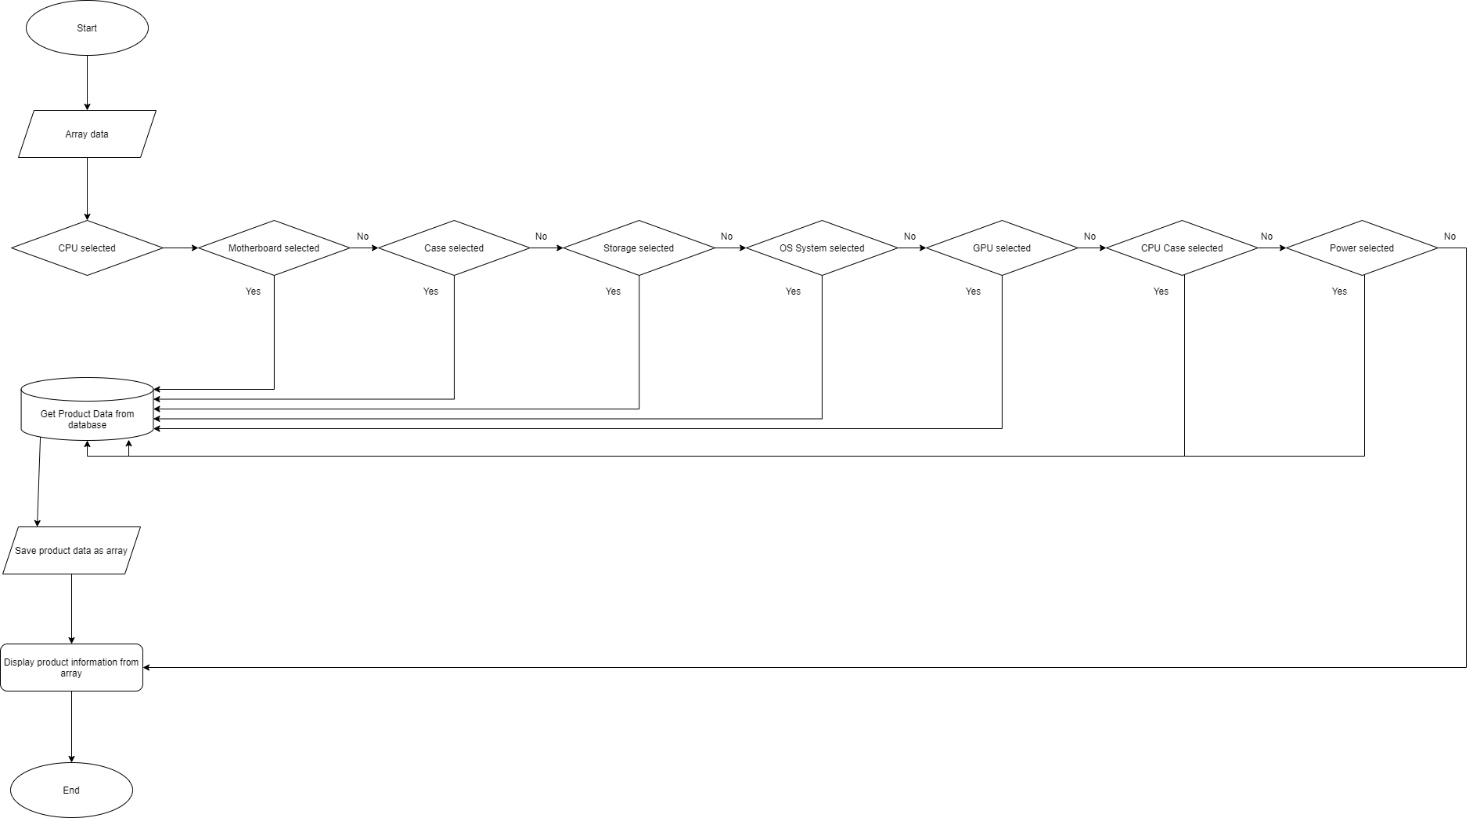 Start
Array data
CPU selected
Motherboard selected
No
Case selected
No
Storage selected
No
OS System selected
No
GPU selected
No
CPU Case selected
No
Power selected
No
Yes
Yes
Yes
Yes
Yes
Yes
Yes
Get Product Data from
database
Save product data as array
Display product information from
array
End